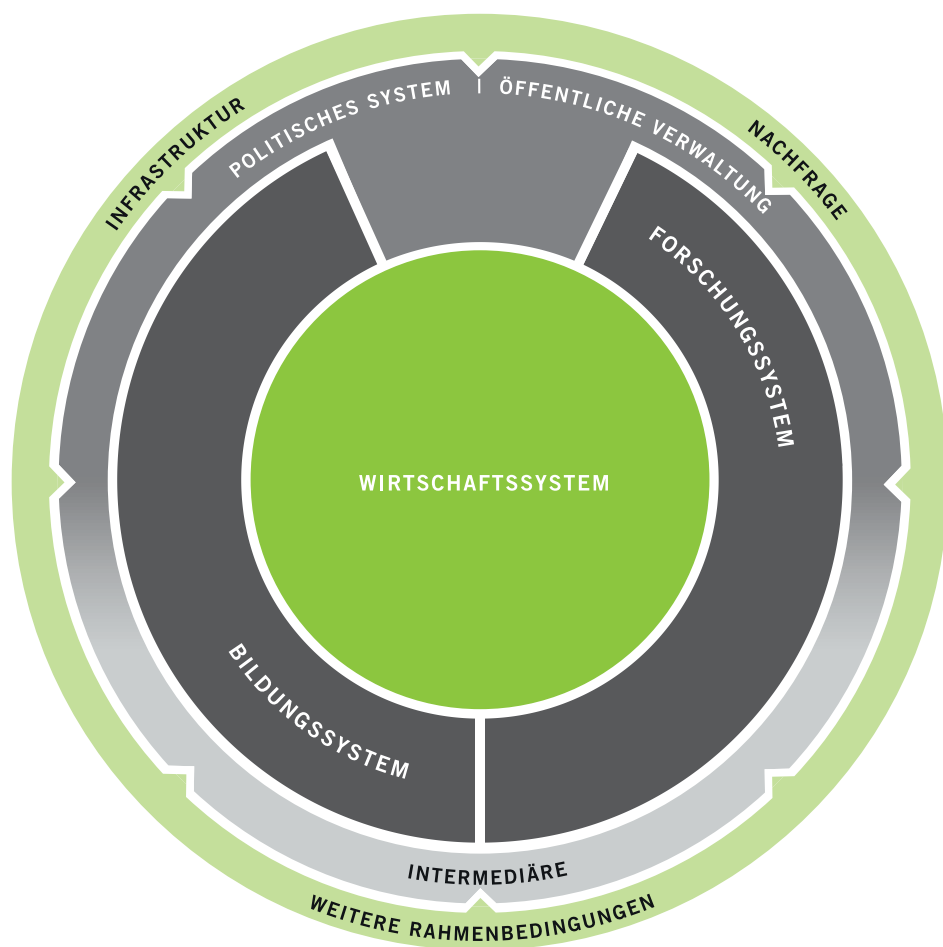 INFRASTRUKTUR
NACHFRAGE
POLITISCHES SYSTEM | ÖFFENTLICHE VERWALTUNG
FORSCHUNGSSYSTEM
WIRTSCHAFTSSYSTEM
BILDUNGSSYSTEM
INTERMEDIÄRE
WEITERE RAHMENBEDINGUNGEN